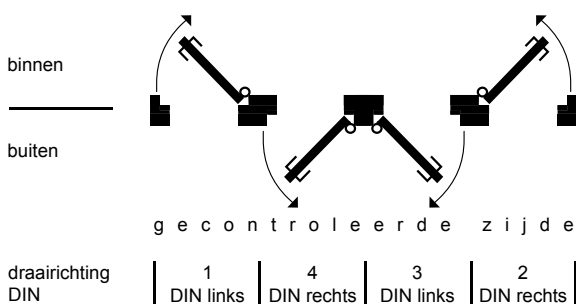 binnen
buiten
gecontroleerde zijde
draairichting 1 4 3 2
DIN DIN links DIN rechts DIN links DIN rechts